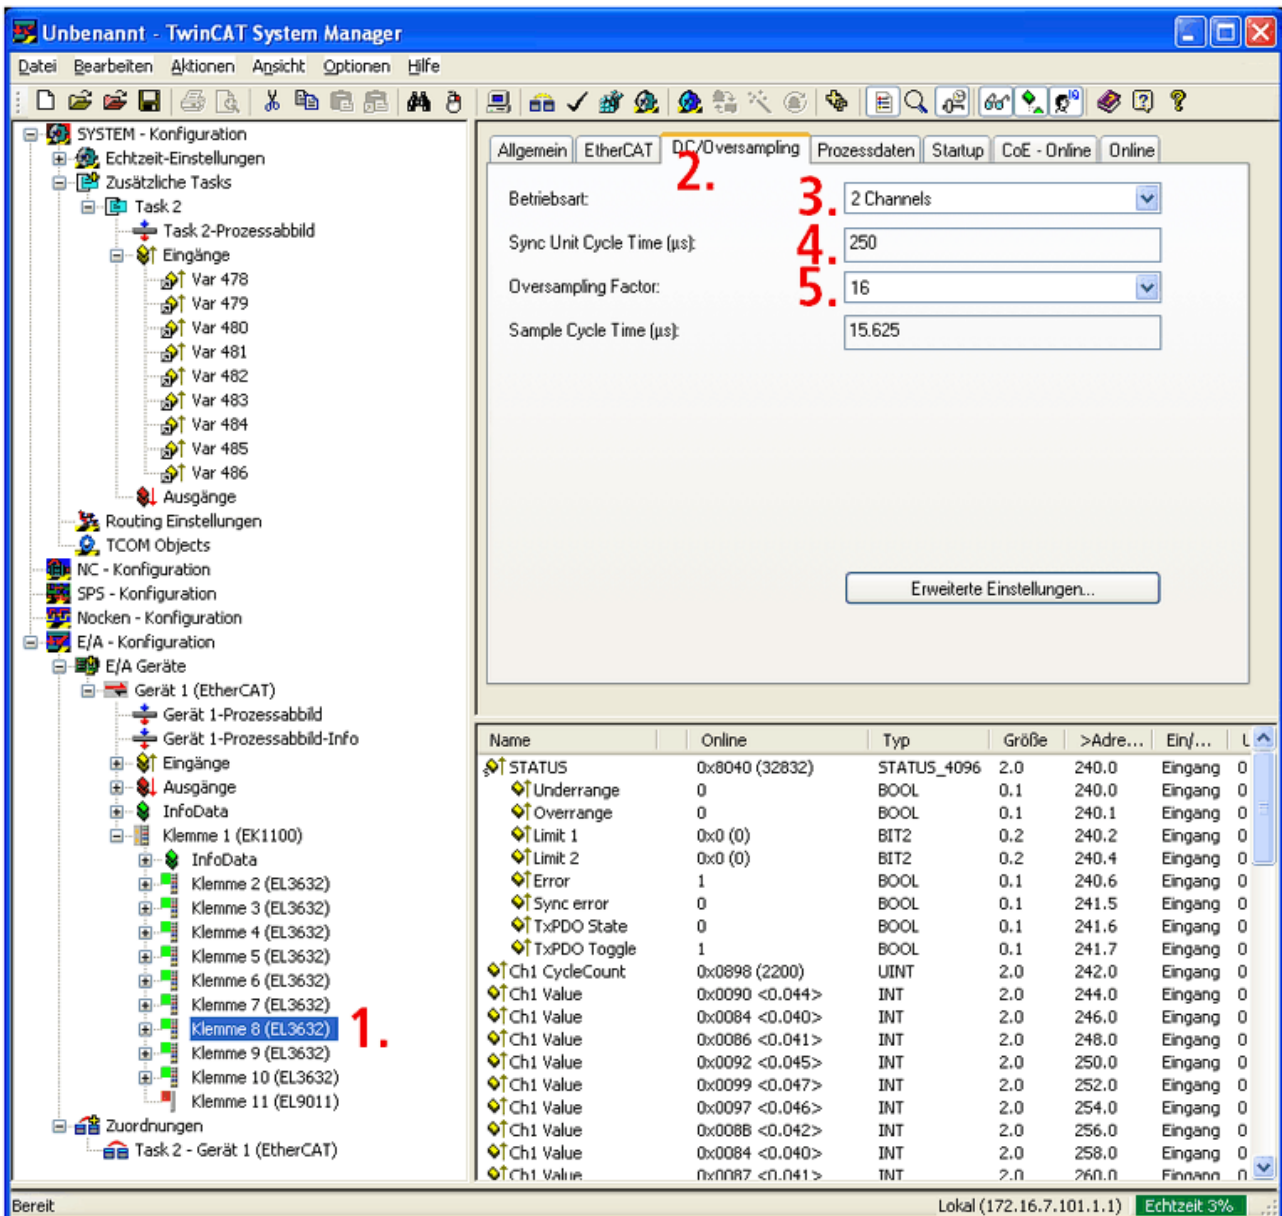 Unbenannt - TwinCAT System Manager
Datei Bearbeiten Aktionen Ansicht Optionen Hilfe
SYSTEM - Konfiguration
Echtzeit-Einstellungen
Zusätzliche Tasks
Task 2
Task 2-Prozessabbild
Eingänge
Var 478
Var 479
Var 480
Var 481
Var 482
Var 483
Var 484
Var 485
Var 486
Ausgänge
Routing Einstellungen
TCOM Objects
NC - Konfiguration
SPS - Konfiguration
Nocken - Konfiguration
E/A - Konfiguration
E/A Geräte
Gerät 1 (EtherCAT)
Gerät 1-Prozessabbild
Gerät 1-Prozessabbild-Info
Eingänge
Ausgänge
InfoData
Klemme 1 (EK1100)
InfoData
Klemme 2 (EL3632)
Klemme 3 (EL3632)
Klemme 4 (EL3632)
Klemme 5 (EL3632)
Klemme 6 (EL3632)
Klemme 7 (EL3632)
Klemme 8 (EL3632) 1.
Klemme 9 (EL3632)
Klemme 10 (EL3632)
Klemme 11 (EL9011)
Zuordnungen
Task 2 - Gerät 1 (EtherCAT)
Allgemein EtherCAT DC/Oversampling Prozessdaten Startup CoE - Online Online
2.
Betriebsart: 3. 2 Channels
Sync Unit Cycle Time (µs): 4. 250
Oversampling Factor: 5. 16
Sample Cycle Time (µs): 15.625
Erweiterte Einstellungen...
Name Online Typ Größe >Adre... Ein/... U
STATUS 0x8040 (32832) STATUS_4096 2.0 240.0 Eingang 0
Underrange 0 BOOL 0.1 240.0 Eingang 0
Overrange 0 BOOL 0.1 240.1 Eingang 0
Limit 1 0x0 (0) BIT2 0.2 240.2 Eingang 0
Limit 2 0x0 (0) BIT2 0.2 240.4 Eingang 0
Error 1 BOOL 0.1 240.6 Eingang 0
Sync error 0 BOOL 0.1 241.5 Eingang 0
TxPDO State 0 BOOL 0.1 241.6 Eingang 0
TxPDO Toggle 1 BOOL 0.1 241.7 Eingang 0
Ch1 CycleCount 0x0898 (2200) UINT 2.0 242.0 Eingang 0
Ch1 Value 0x0090 <0.044> INT 2.0 244.0 Eingang 0
Ch1 Value 0x0084 <0.040> INT 2.0 246.0 Eingang 0
Ch1 Value 0x0086 <0.041> INT 2.0 248.0 Eingang 0
Ch1 Value 0x0092 <0.045> INT 2.0 250.0 Eingang 0
Ch1 Value 0x0099 <0.047> INT 2.0 252.0 Eingang 0
Ch1 Value 0x0097 <0.046> INT 2.0 254.0 Eingang 0
Ch1 Value 0x008B <0.042> INT 2.0 256.0 Eingang 0
Ch1 Value 0x0084 <0.040> INT 2.0 258.0 Eingang 0
Ch1 Value 0x0087 <0.041> INT 2.0 260.0 Eingang 0
Bereit Lokal (172.16.7.101.1.1) Echtzeit 3%